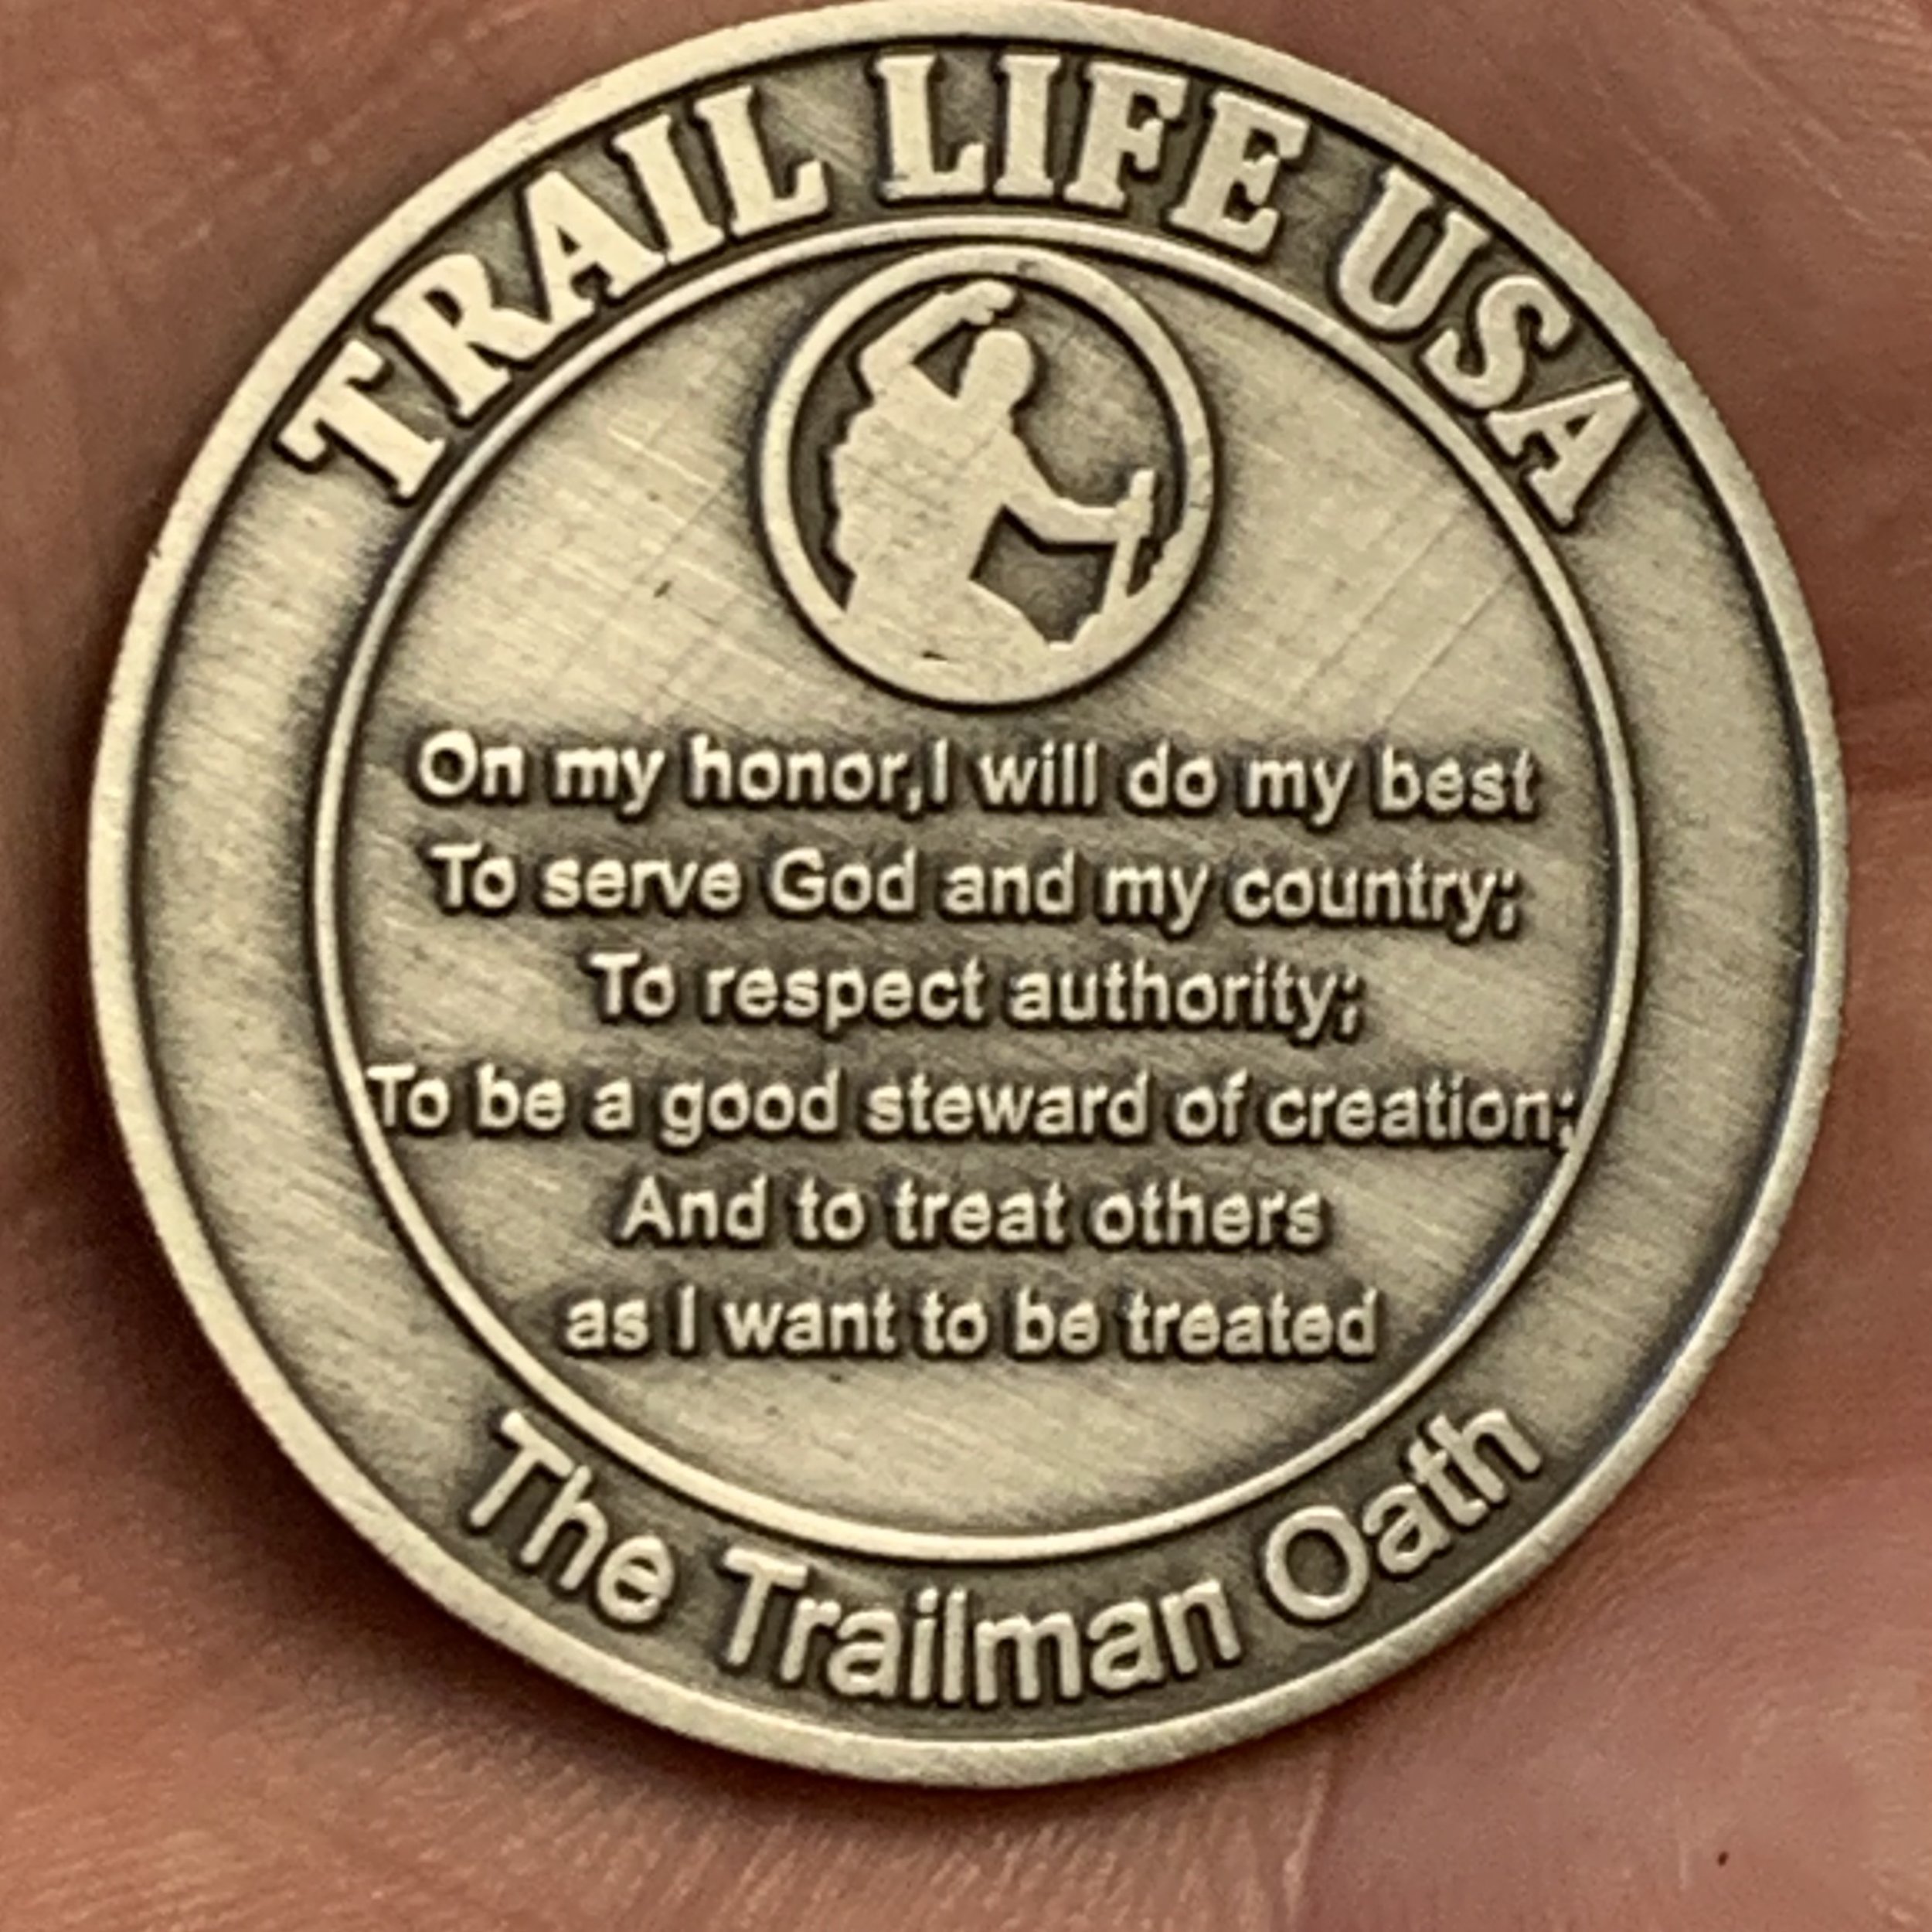 TRAIL LIFE USA
On my honor,I will do my best
To serve God and my country;
To respect authority;
To be a good steward of creation;
And to treat others
as I want to be treated
The Trailman Oath